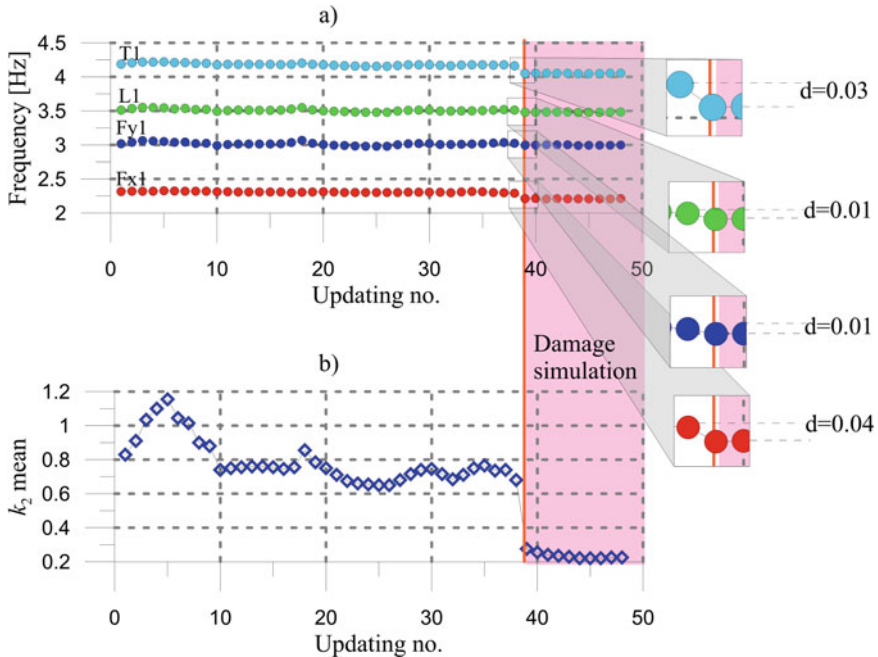 a)
Frequency [Hz]
4.5
4
3.5
3
2.5
2
T1
L1
Fy1
Fx1
0
10
20
30
40
50
Updating no.
d=0.03
d=0.01
d=0.01
d=0.04
Damage
simulation
b)
k₂ mean
1.2
1
0.8
0.6
0.4
0.2
0
10
20
30
40
50
Updating no.